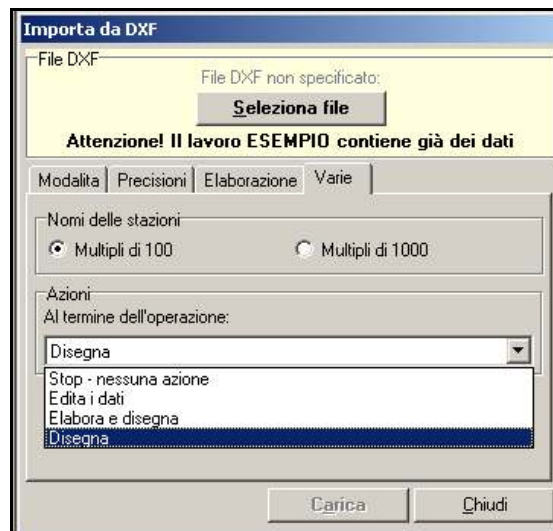 Importa da DXF
File DXF
File DXF non specificato:
Seleziona file
Attenzione! Il lavoro ESEMPIO contiene già dei dati
Modalita Precisioni Elaborazione Varie
Nomi delle stazioni
Multipli di 100 Multipli di 1000
Azioni
Al termine dell'operazione:
Disegna
Stop - nessuna azione
Edita i dati
Elabora e disegna
Disegna
Carica Chiudi